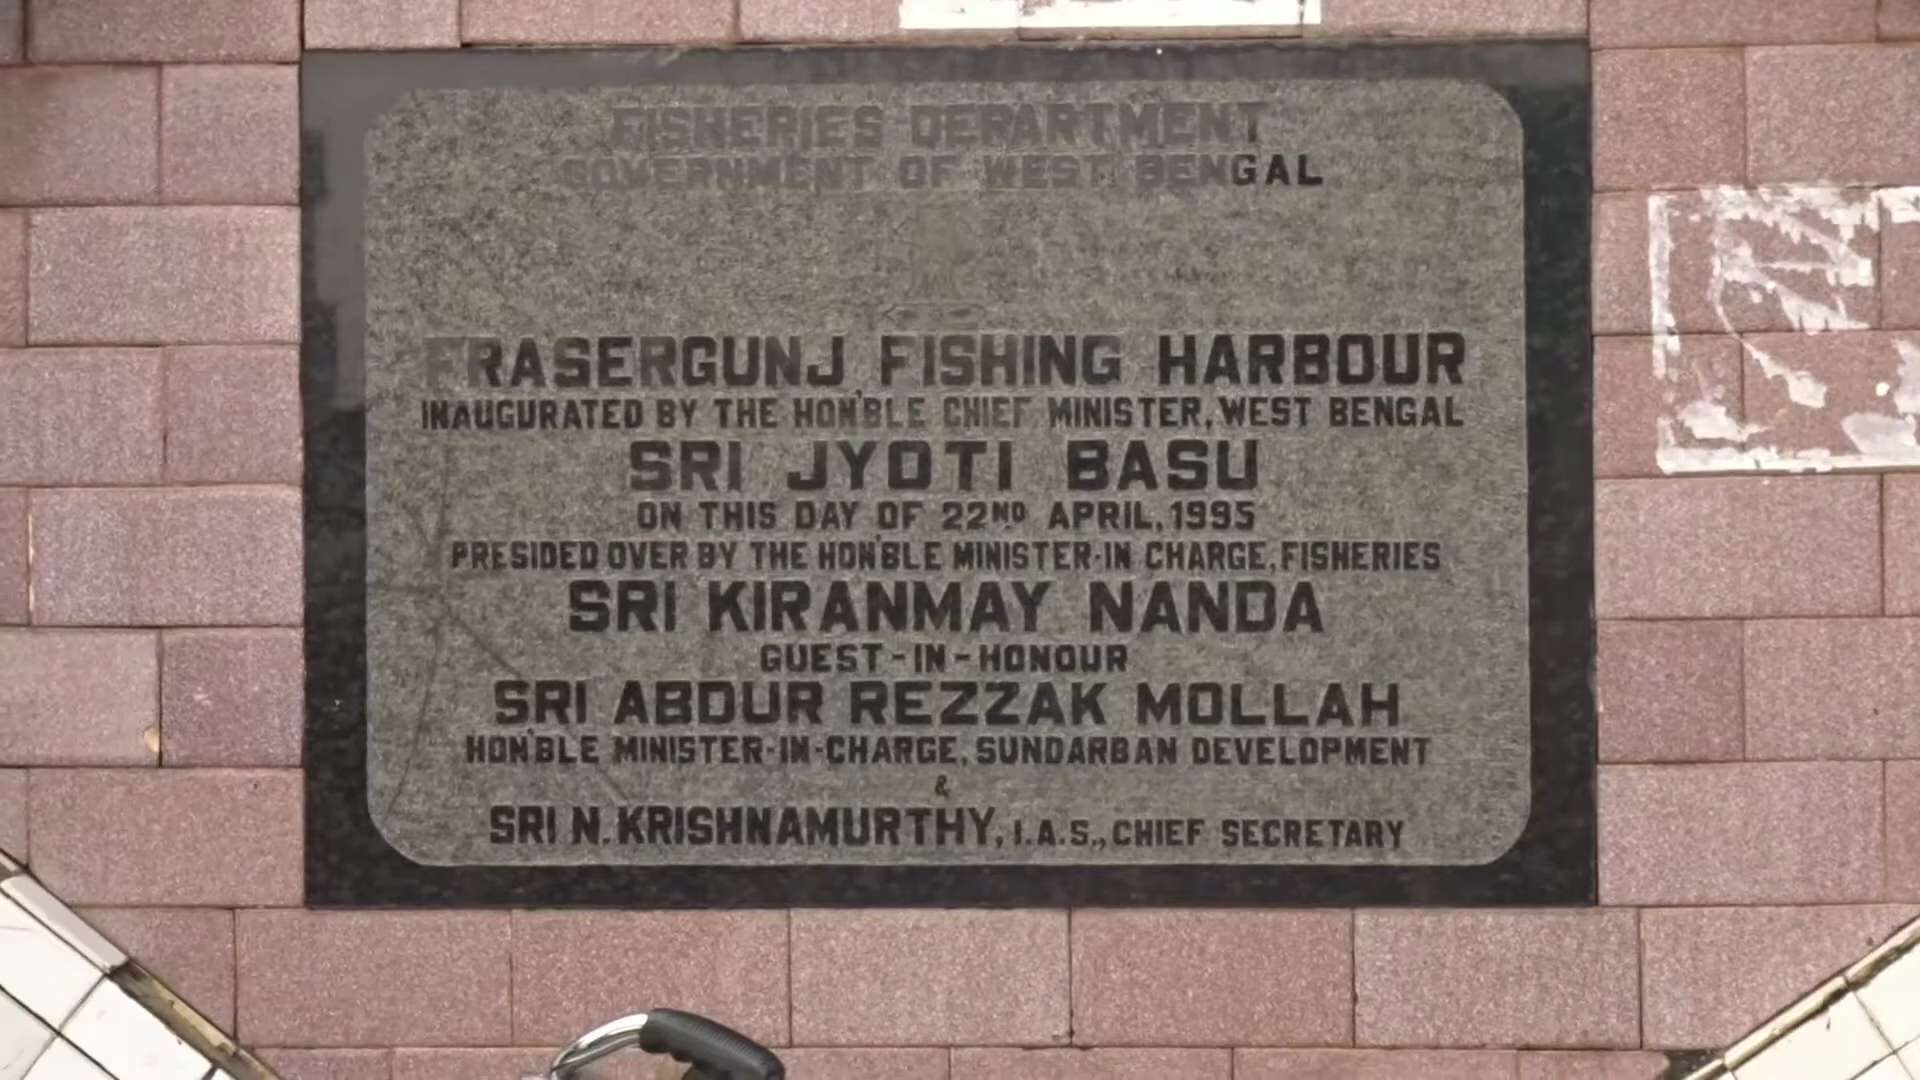 FISHERIES DEPARTMENT
GOVERNMENT OF WEST BENGAL
FRASERGUNJ FISHING HARBOUR
INAUGURATED BY THE HON'BLE CHIEF MINISTER, WEST BENGAL
SRI JYOTI BASU
ON THIS DAY OF 22ND APRIL, 1995
PRESIDED OVER BY THE HON'BLE MINISTER-IN CHARGE, FISHERIES
SRI KIRANMAY NANDA
GUEST-IN-HONOUR
SRI ABDUR REZZAK MOLLAH
HON'BLE MINISTER-IN-CHARGE, SUNDARBAN DEVELOPMENT
&
SRI N. KRISHNAMURTHY, I.A.S., CHIEF SECRETARY